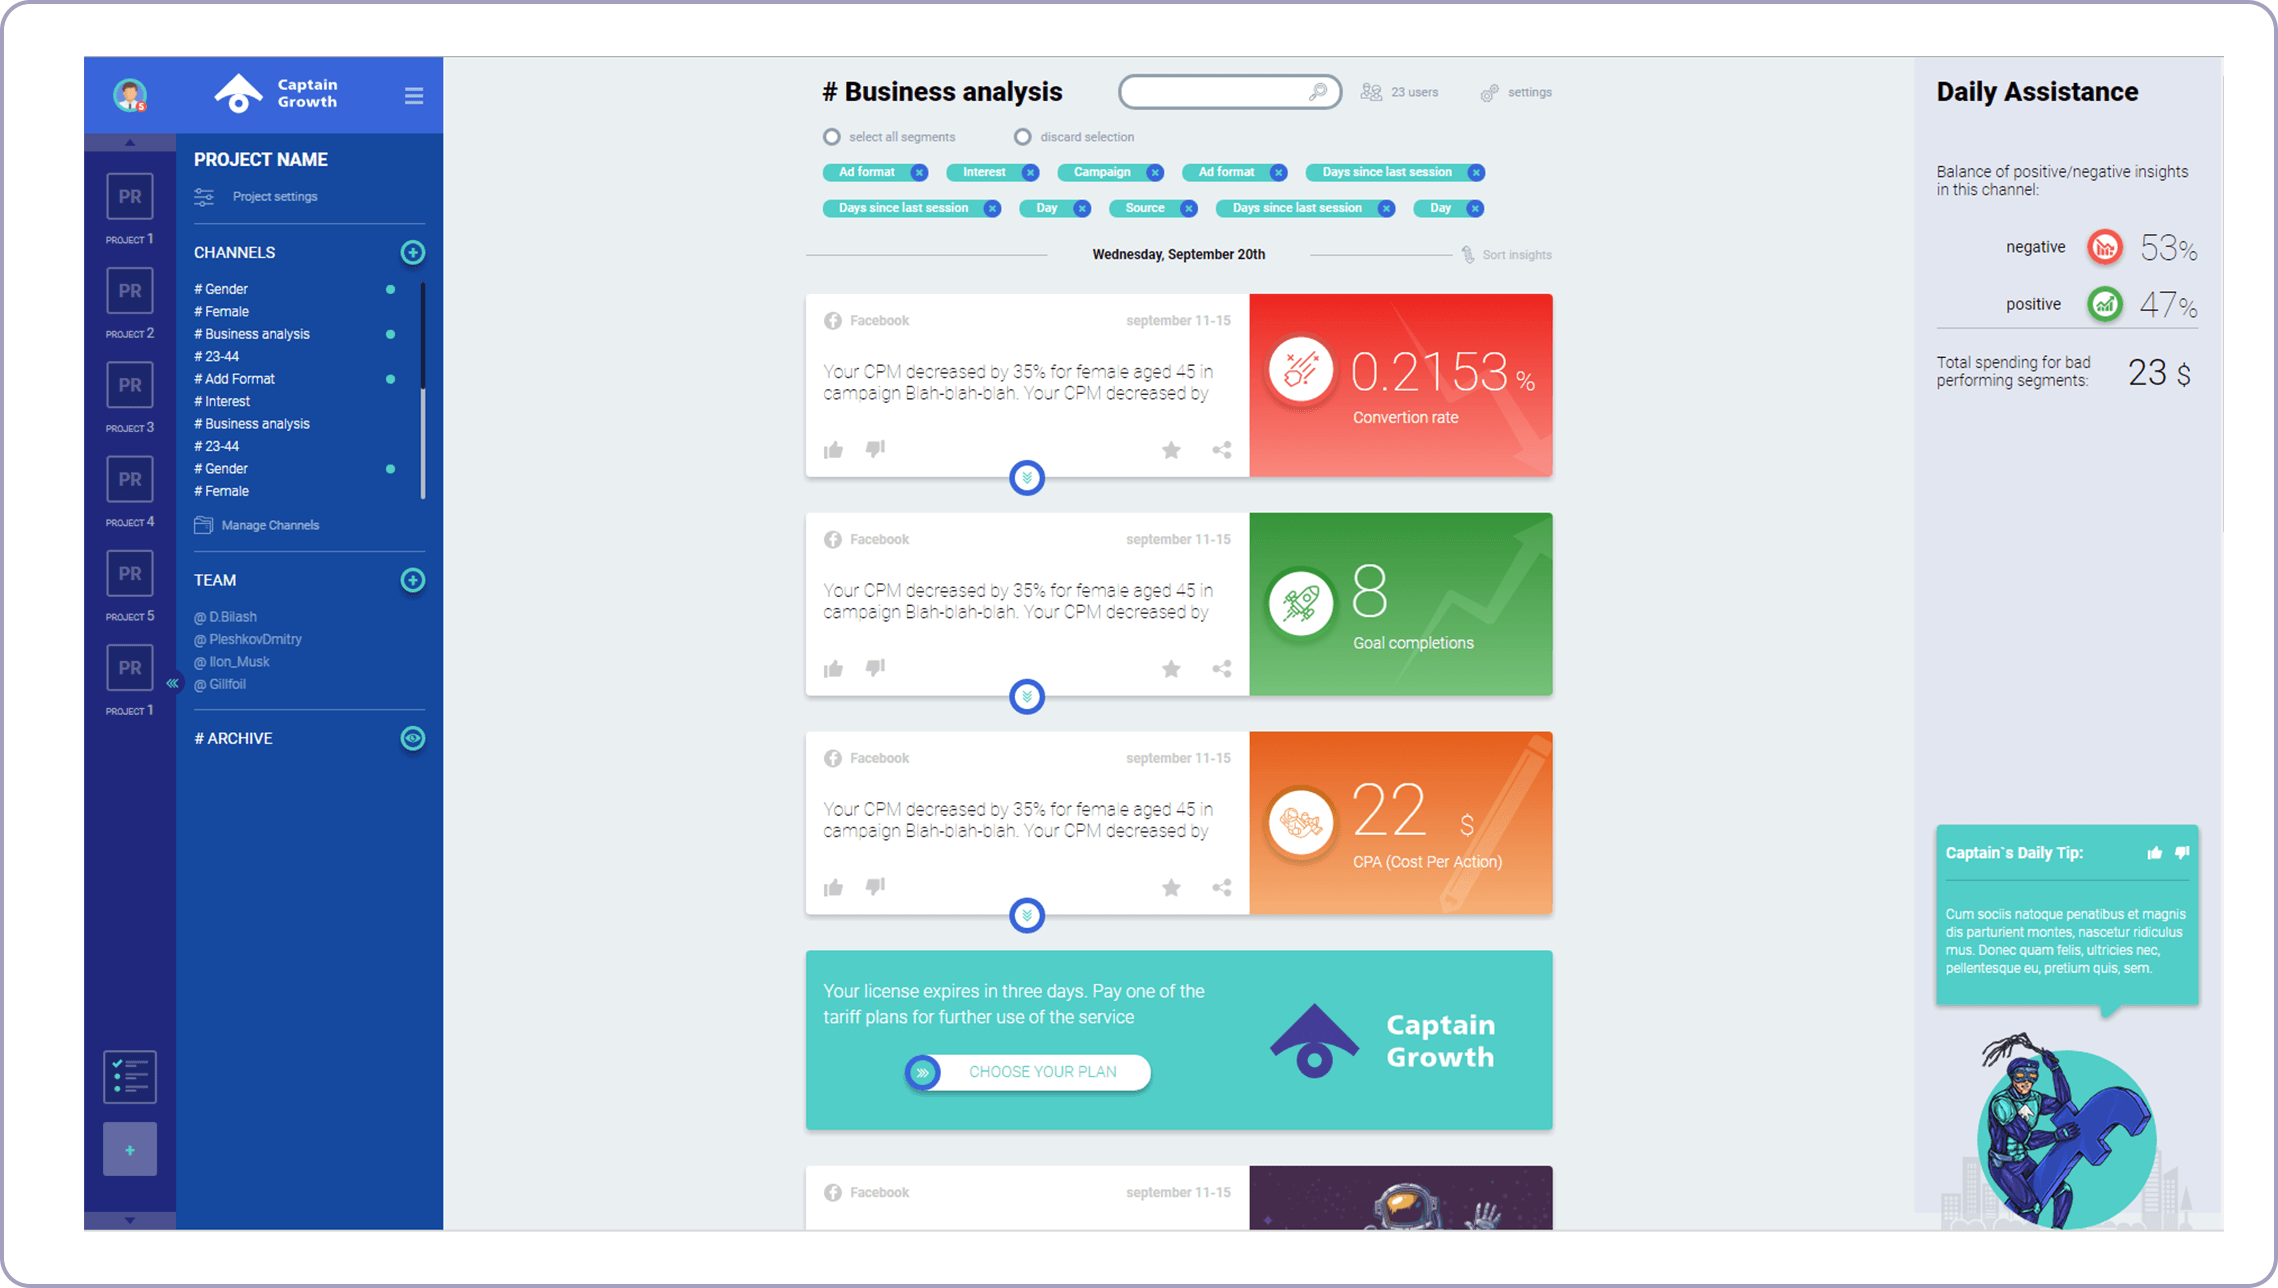 5
Captain
Growth
PR
PROJECT 1
PR
PROJECT 2
PR
PROJECT 3
PR
PROJECT 4
PR
PROJECT 5
PR
PROJECT 1
+
PROJECT NAME
Project settings
CHANNELS
# Gender
# Female
# Business analysis
# 23-44
# Add Format
# Interest
# Business analysis
# 23-44
# Gender
# Female
Manage Channels
TEAM
@ D.Bilash
@ PleshkovDmitry
@ Ilon_Musk
@ Gillfoil
# ARCHIVE
# Business analysis
23 users
settings
select all segments
discard selection
Ad format × Interest × Campaign × Ad format × Days since last session ×
Days since last session × Day × Source × Days since last session × Day ×
Wednesday, September 20th
Sort insights
Facebook
september 11-15
Your CPM decreased by 35% for female aged 45 in
campaign Blah-blah-blah. Your CPM decreased by
0.2153 %
Convertion rate
Facebook
september 11-15
Your CPM decreased by 35% for female aged 45 in
campaign Blah-blah-blah. Your CPM decreased by
8
Goal completions
Facebook
september 11-15
Your CPM decreased by 35% for female aged 45 in
campaign Blah-blah-blah. Your CPM decreased by
22 $
CPA (Cost Per Action)
Your license expires in three days. Pay one of the
tariff plans for further use of the service
CHOOSE YOUR PLAN
Captain
Growth
Facebook
september 11-15
Daily Assistance
Balance of positive/negative insights
in this channel:
negative 53%
positive 47%
Total spending for bad
performing segments:
23 $
Captain`s Daily Tip:
Cum sociis natoque penatibus et magnis
dis parturient montes, nascetur ridiculus
mus. Donec quam felis, ultricies nec,
pellentesque eu, pretium quis, sem.